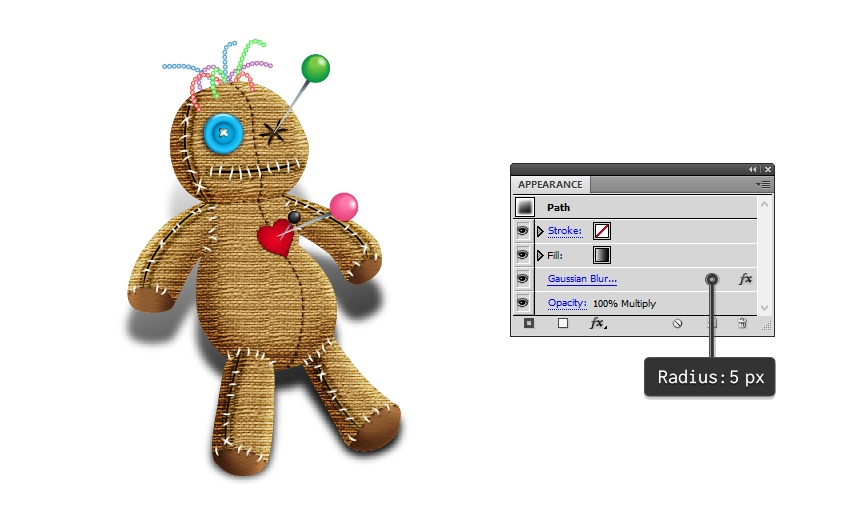 APPEARANCE
Path
Stroke:
Fill:
Gaussian Blur... fx
Opacity: 100% Multiply
fx
Radius: 5 px